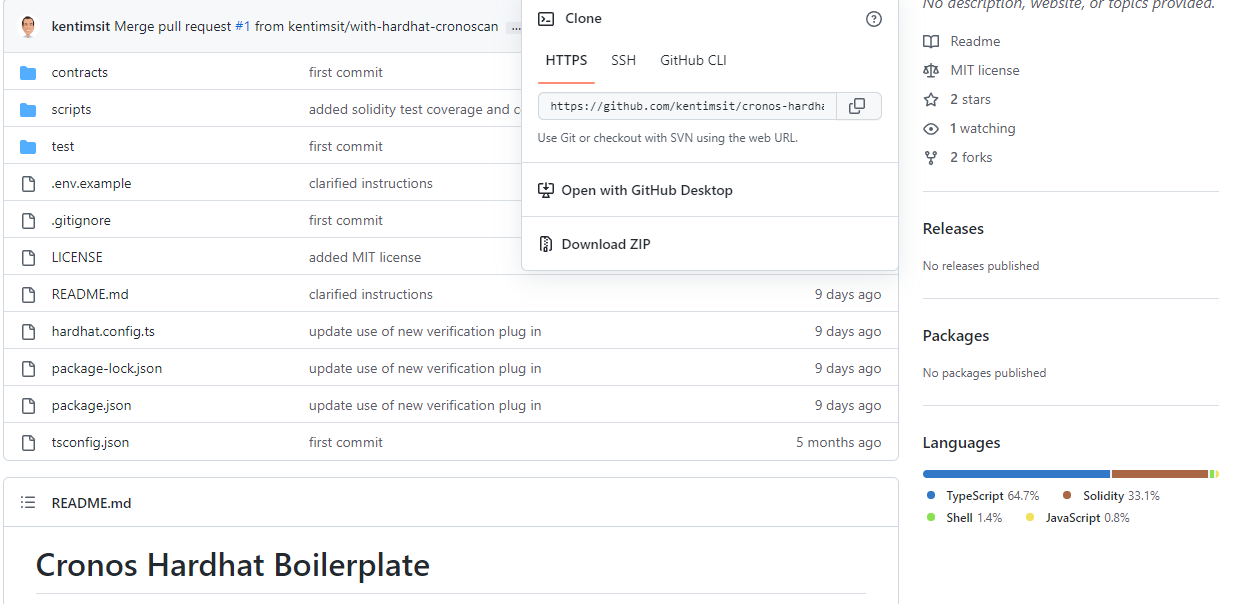 No description, website, or topics provided.
kentimsit Merge pull request #1 from kentimsit/with-hardhat-cronoscan ...
contracts first commit
scripts added solidity test coverage and c
test first commit
.env.example clarified instructions
.gitignore first commit
LICENSE added MIT license
README.md clarified instructions 9 days ago
hardhat.config.ts update use of new verification plug in 9 days ago
package-lock.json update use of new verification plug in 9 days ago
package.json update use of new verification plug in 9 days ago
tsconfig.json first commit 5 months ago
Clone
HTTPS SSH GitHub CLI
https://github.com/kentimsit/cronos-hardha
Use Git or checkout with SVN using the web URL.
Open with GitHub Desktop
Download ZIP
README.md
Cronos Hardhat Boilerplate
Readme
MIT license
2 stars
1 watching
2 forks
Releases
No releases published
Packages
No packages published
Languages
TypeScript 64.7% Solidity 33.1%
Shell 1.4% JavaScript 0.8%